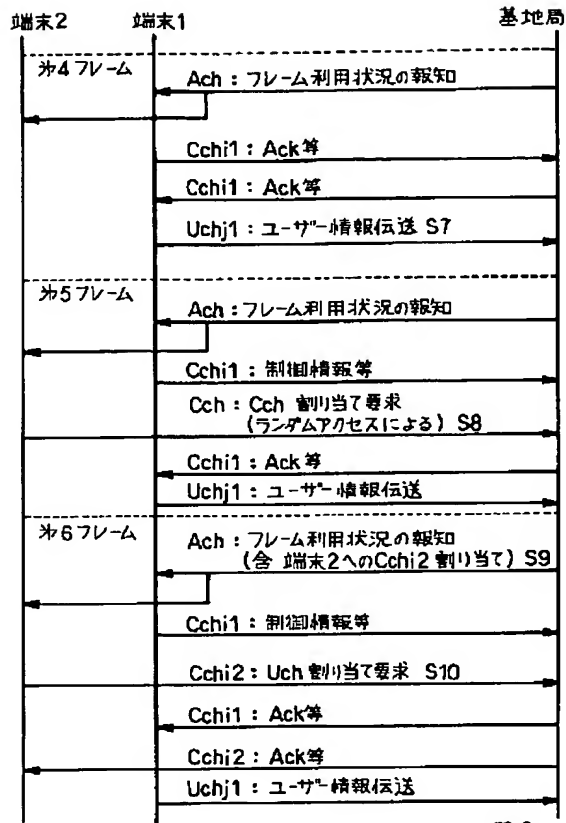 端末2 端末1 基地局
第4フレーム
Ach：フレーム利用状況の報知
Cchi1：Ack等
Cchi1：Ack等
Uchj1：ユーザー情報伝送 S7
第5フレーム
Ach：フレーム利用状況の報知
Cchi1：制御情報等
Cch：Cch 割り当て要求
(ランダムアクセスによる) S8
Cchi1：Ack等
Uchj1：ユーザー情報伝送
第6フレーム
Ach：フレーム利用状況の報知
(含 端末2へのCchi2 割り当て) S9
Cchi1：制御情報等
Cchi2：Uch 割り当て要求 S10
Cchi1：Ack等
Cchi2：Ack等
Uchj1：ユーザー情報伝送